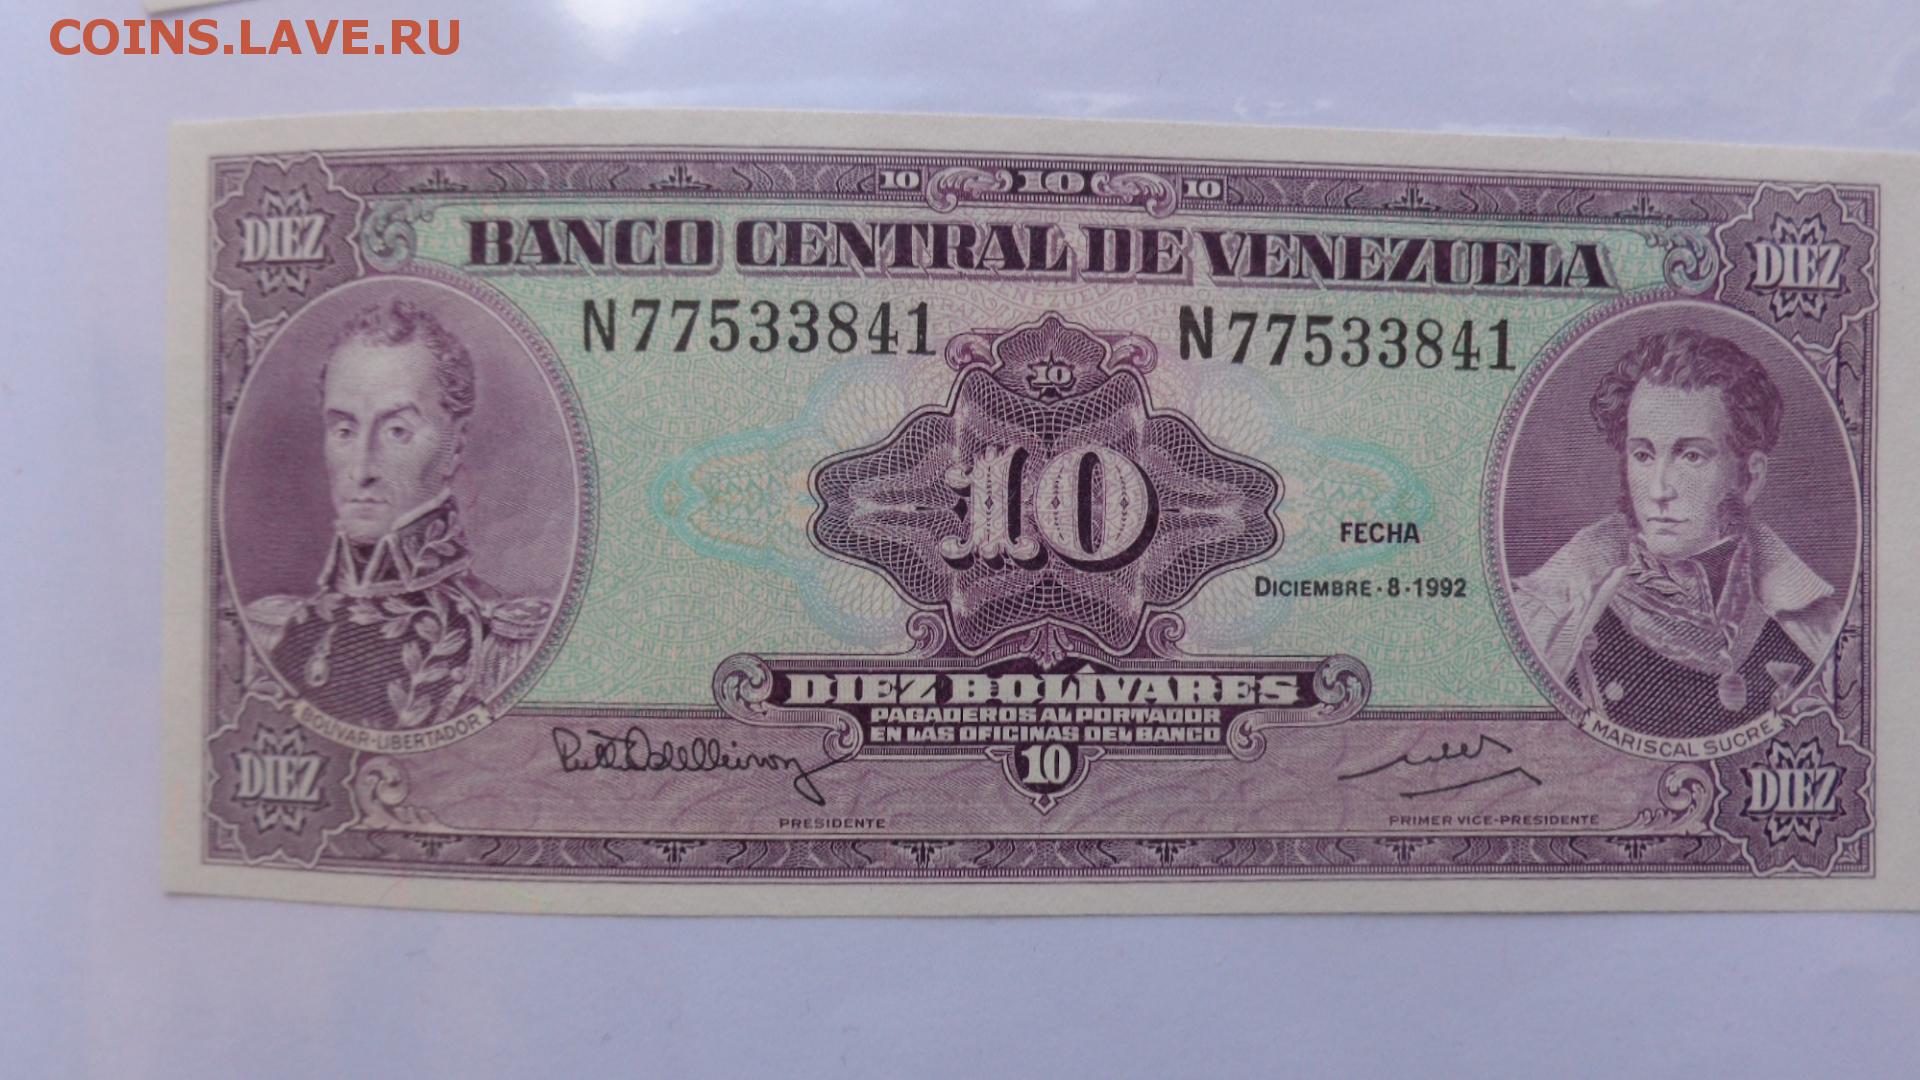 COINS.LAVE.RU
10 10 10
DIEZ DIEZ
BANCO CENTRAL DE VENEZUELA
N77533841 N77533841
10
10
FECHA
DICIEMBRE·8·1992
DIEZ BOLÍVARES
PAGADEROS AL PORTADOR
EN LAS OFICINAS DEL BANCO
BOLIVAR-LIBERTADOR
MARISCAL SUCRE
10
DIEZ DIEZ
PRESIDENTE
PRIMER VICE-PRESIDENTE